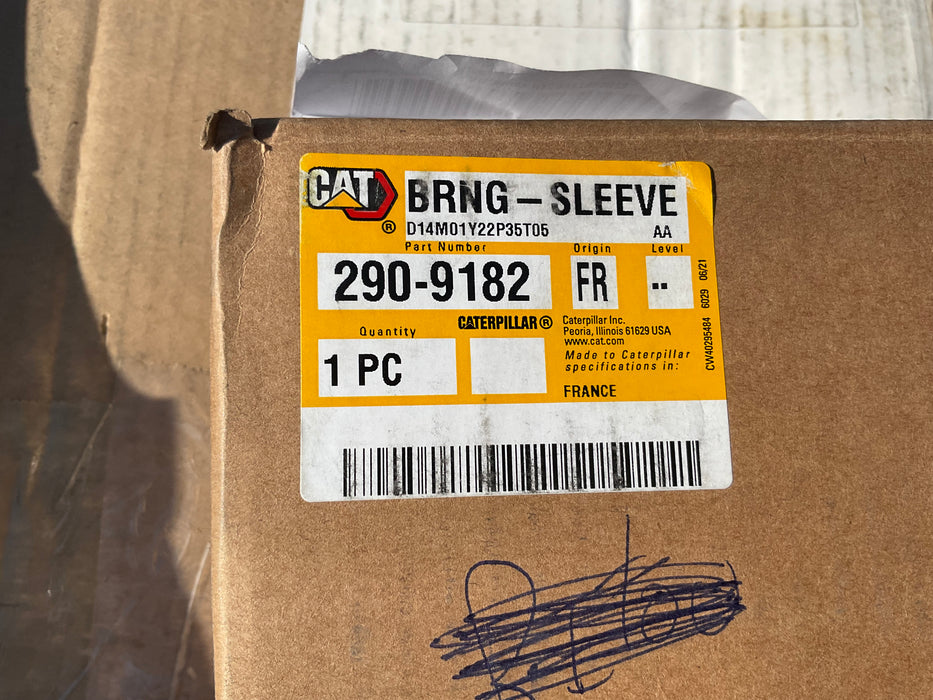 CAT
®
BRNG – SLEEVE
D14M01Y22P35T05 AA
Part Number Origin Level
290-9182 FR --
Quantity
1 PC
CATERPILLAR®
Caterpillar Inc.
Peoria, Illinois 61629 USA
www.cat.com
Made to Caterpillar
specifications in:
FRANCE
CW40295484 6029 06/21